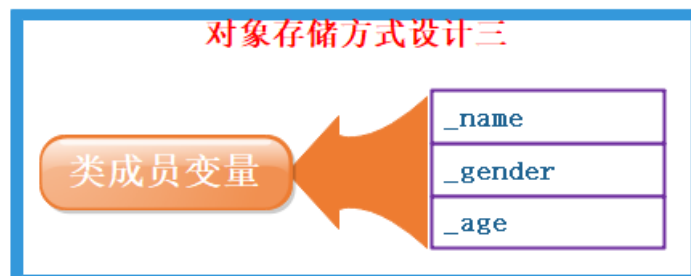 对象存储方式设计三
类成员变量
_name
_gender
_age